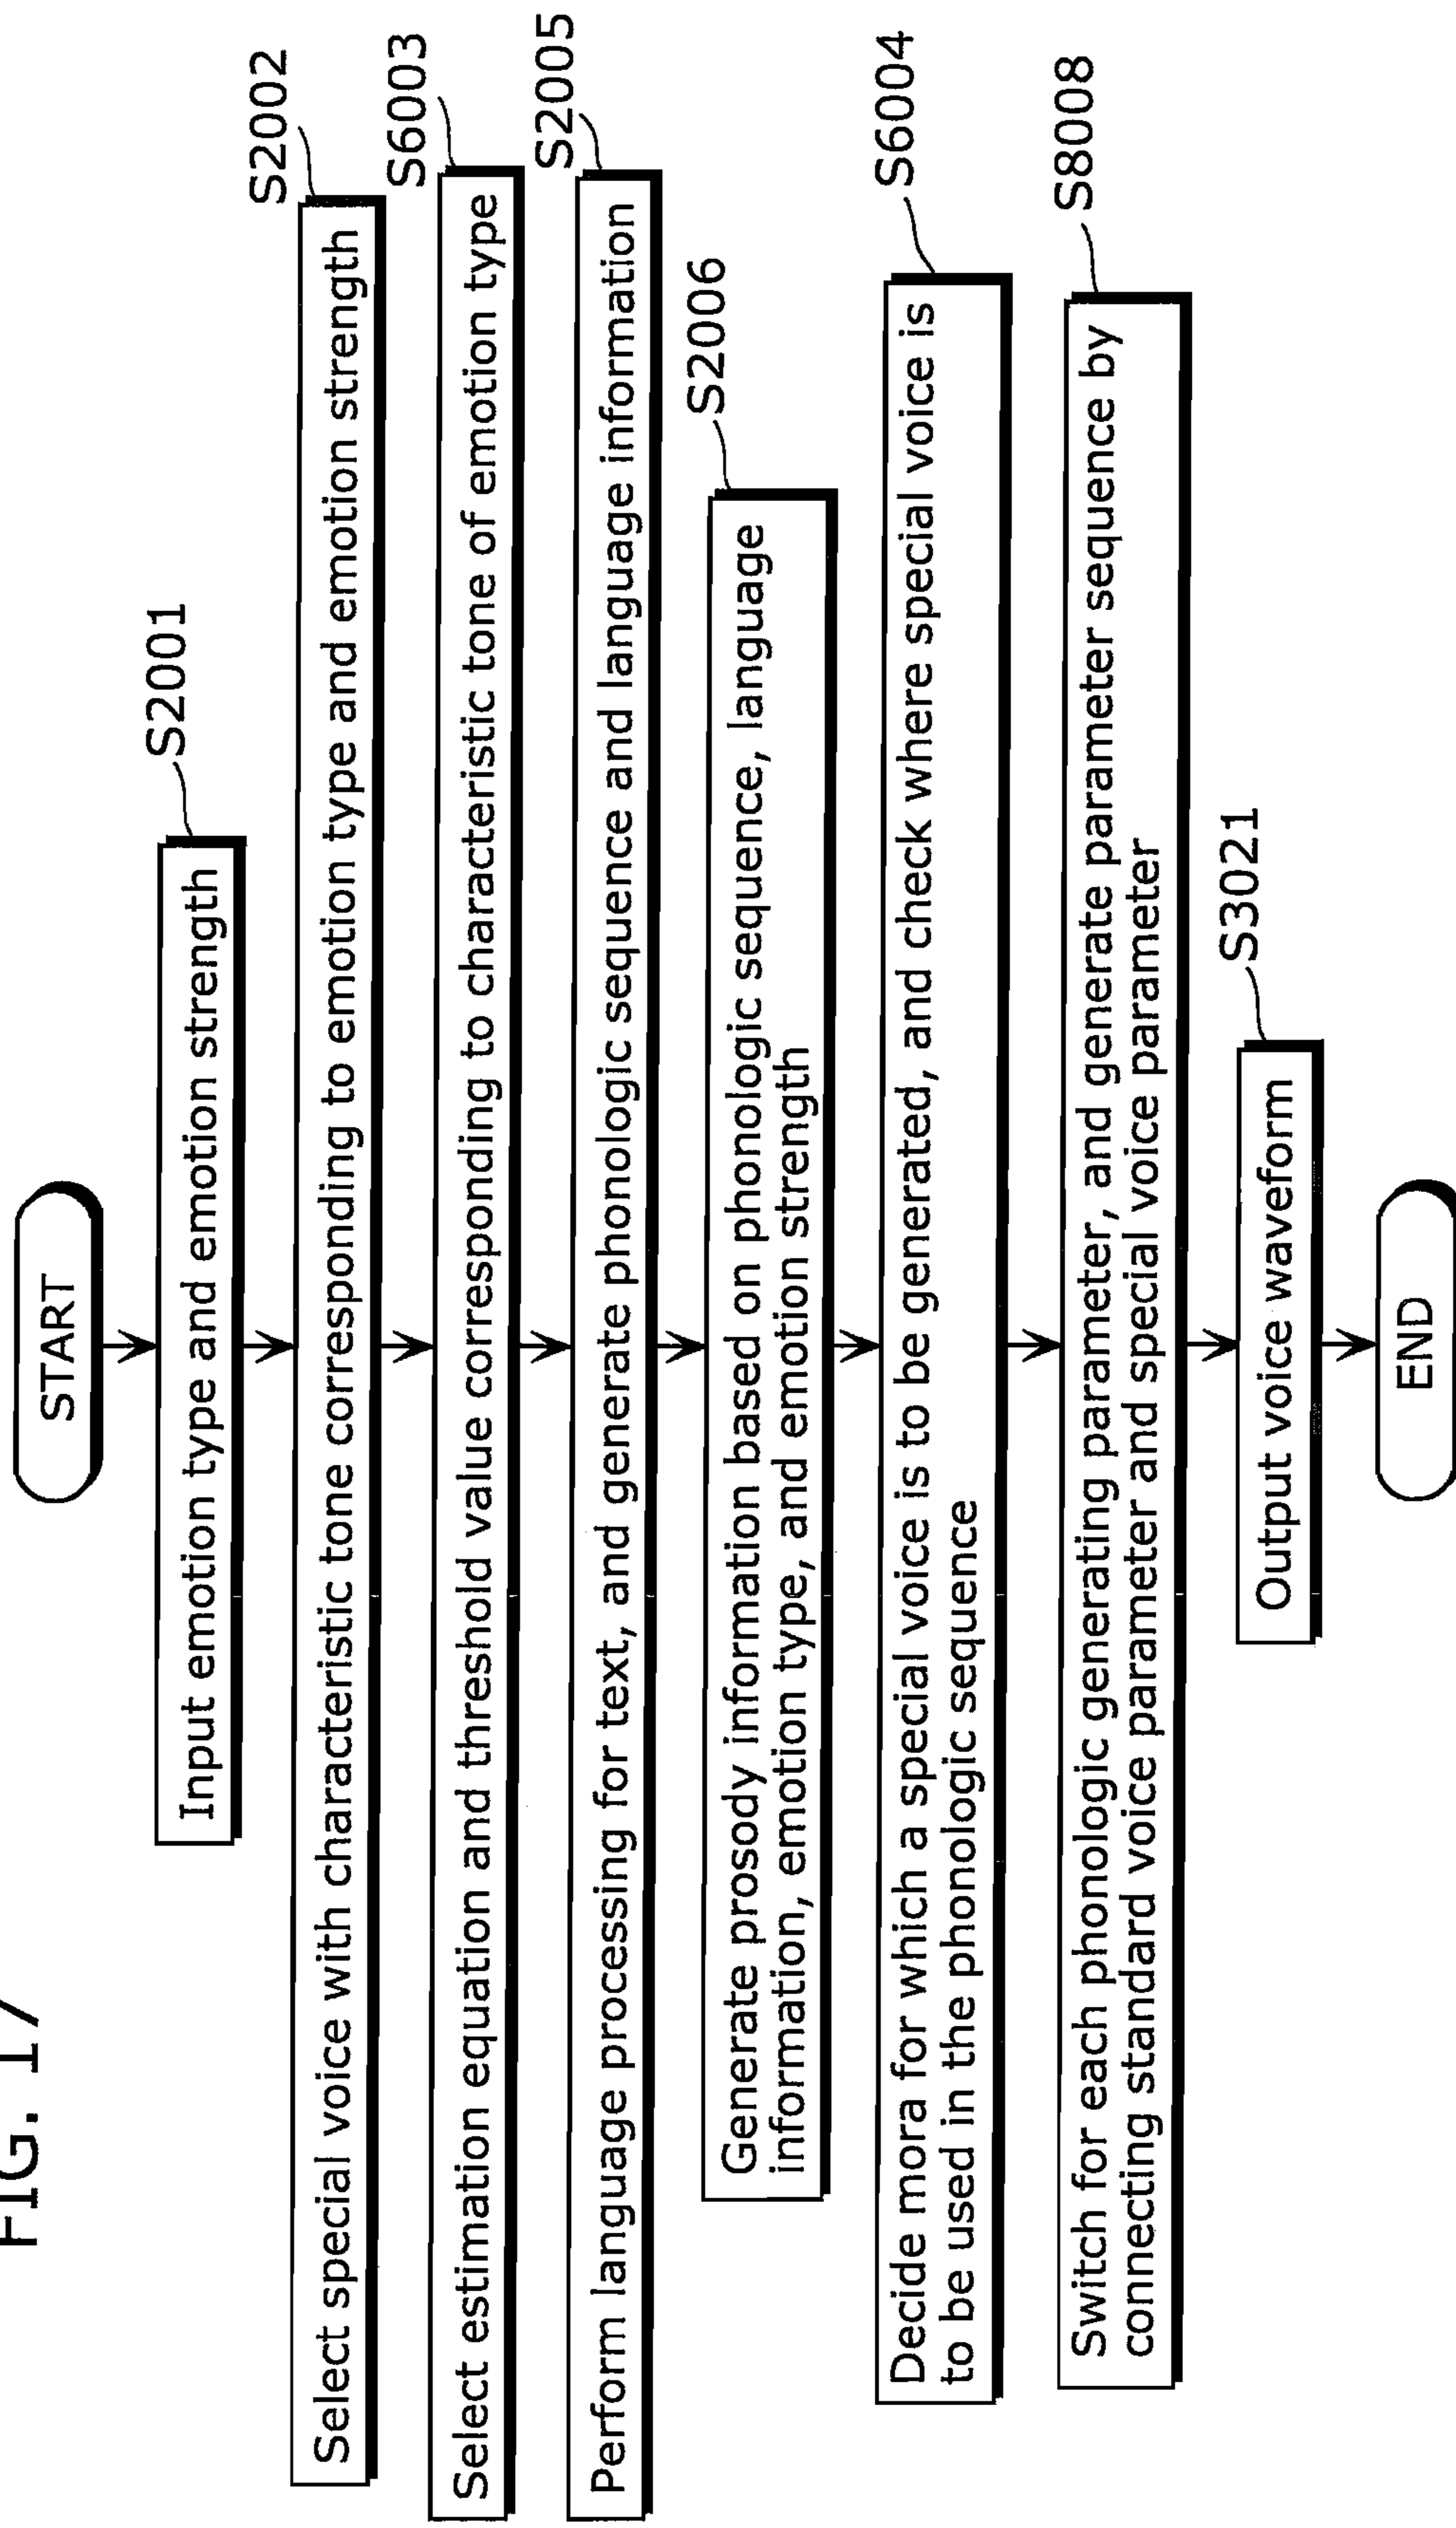 FIG. 17
START
S2001
Input emotion type and emotion strength
S2002
Select special voice with characteristic tone corresponding to emotion type and emotion strength
S6003
Select estimation equation and threshold value corresponding to characteristic tone of emotion type
S2005
Perform language processing for text, and generate phonologic sequence and language information
S2006
Generate prosody information based on phonologic sequence, language
information, emotion type, and emotion strength
S6004
Decide mora for which a special voice is to be generated, and check where special voice is
to be used in the phonologic sequence
S8008
Switch for each phonologic generating parameter, and generate parameter sequence by
connecting standard voice parameter and special voice parameter
S3021
Output voice waveform
END